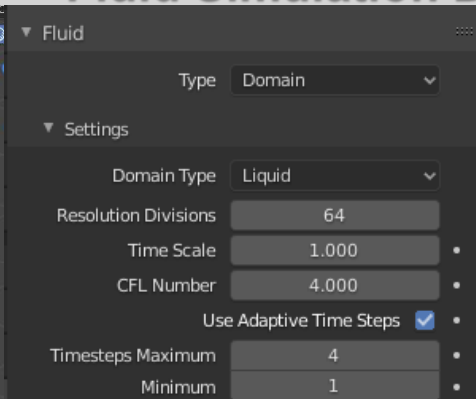 Fluid
Type Domain
Settings
Domain Type Liquid
Resolution Divisions 64
Time Scale 1.000
CFL Number 4.000
Use Adaptive Time Steps
Timesteps Maximum 4
Minimum 1